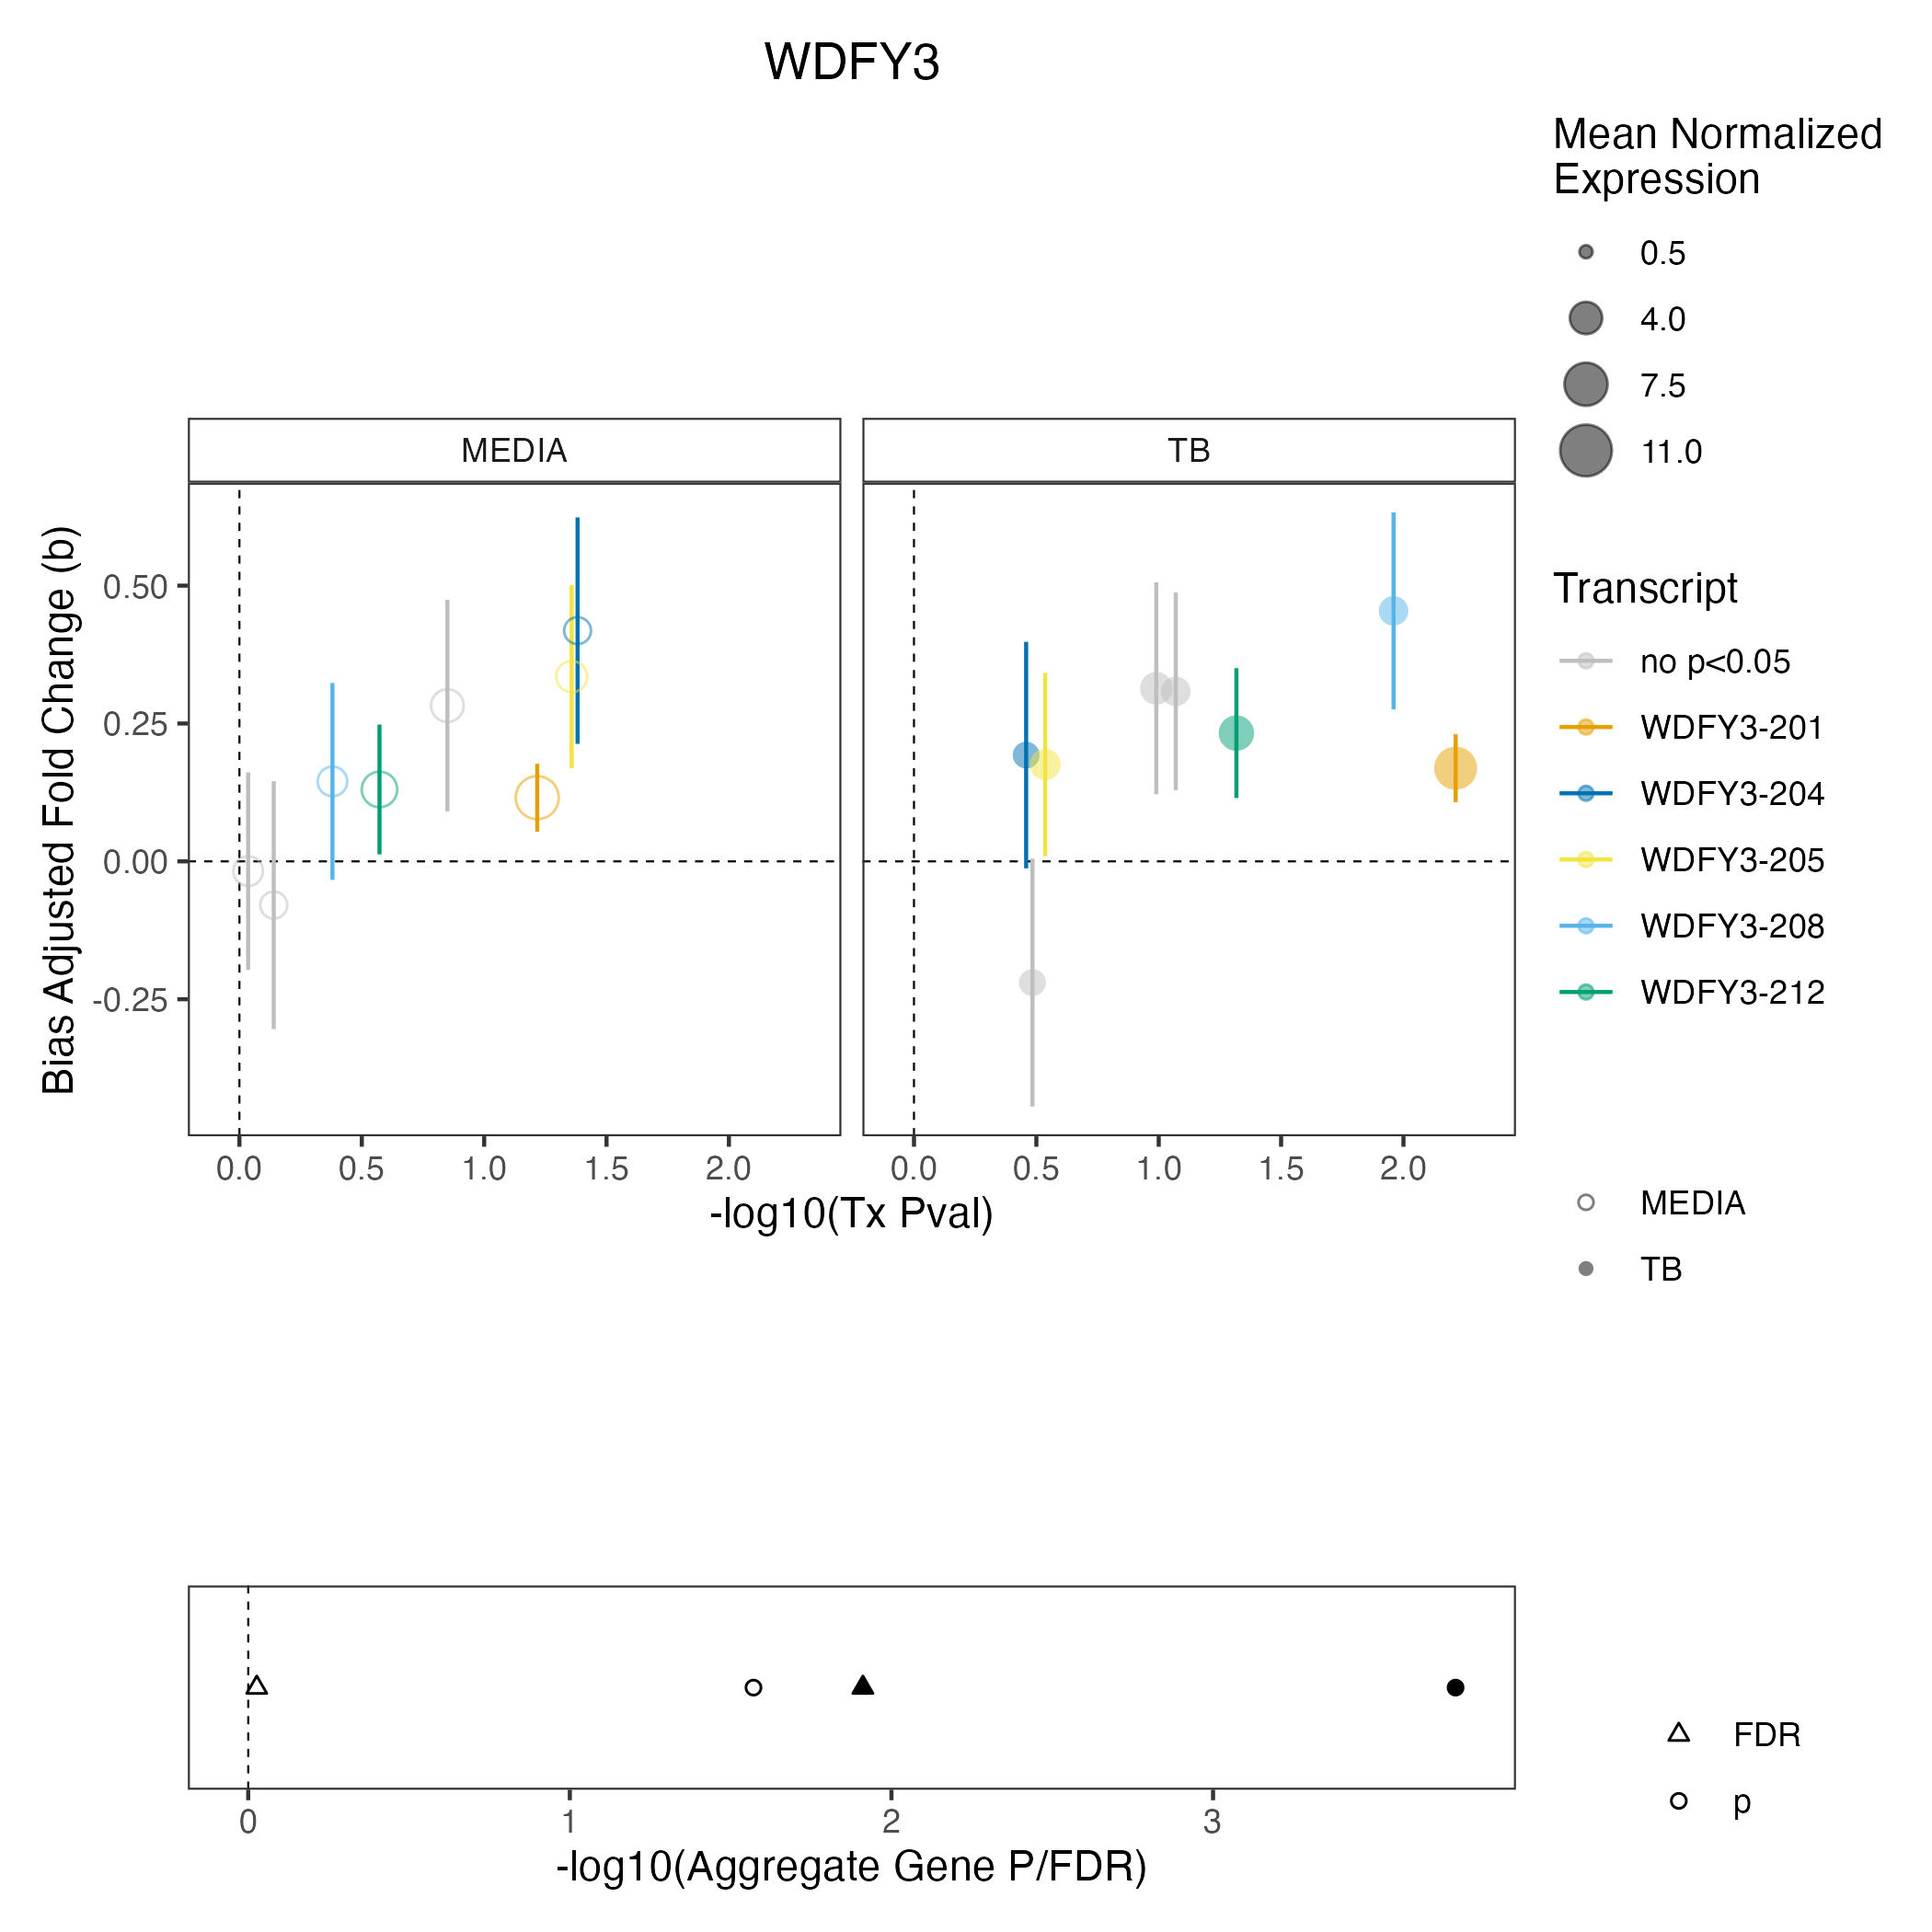 WDFY3
Mean Normalized
Expression
0.5
4.0
7.5
11.0
MEDIA
TB
Bias Adjusted Fold Change (b)
0.50
0.25
0.00
-0.25
0.0 0.5 1.0 1.5 2.0
0.0 0.5 1.0 1.5 2.0
-log10(Tx Pval)
Transcript
no p<0.05
WDFY3-201
WDFY3-204
WDFY3-205
WDFY3-208
WDFY3-212
MEDIA
TB
0 1 2 3
-log10(Aggregate Gene P/FDR)
FDR
p